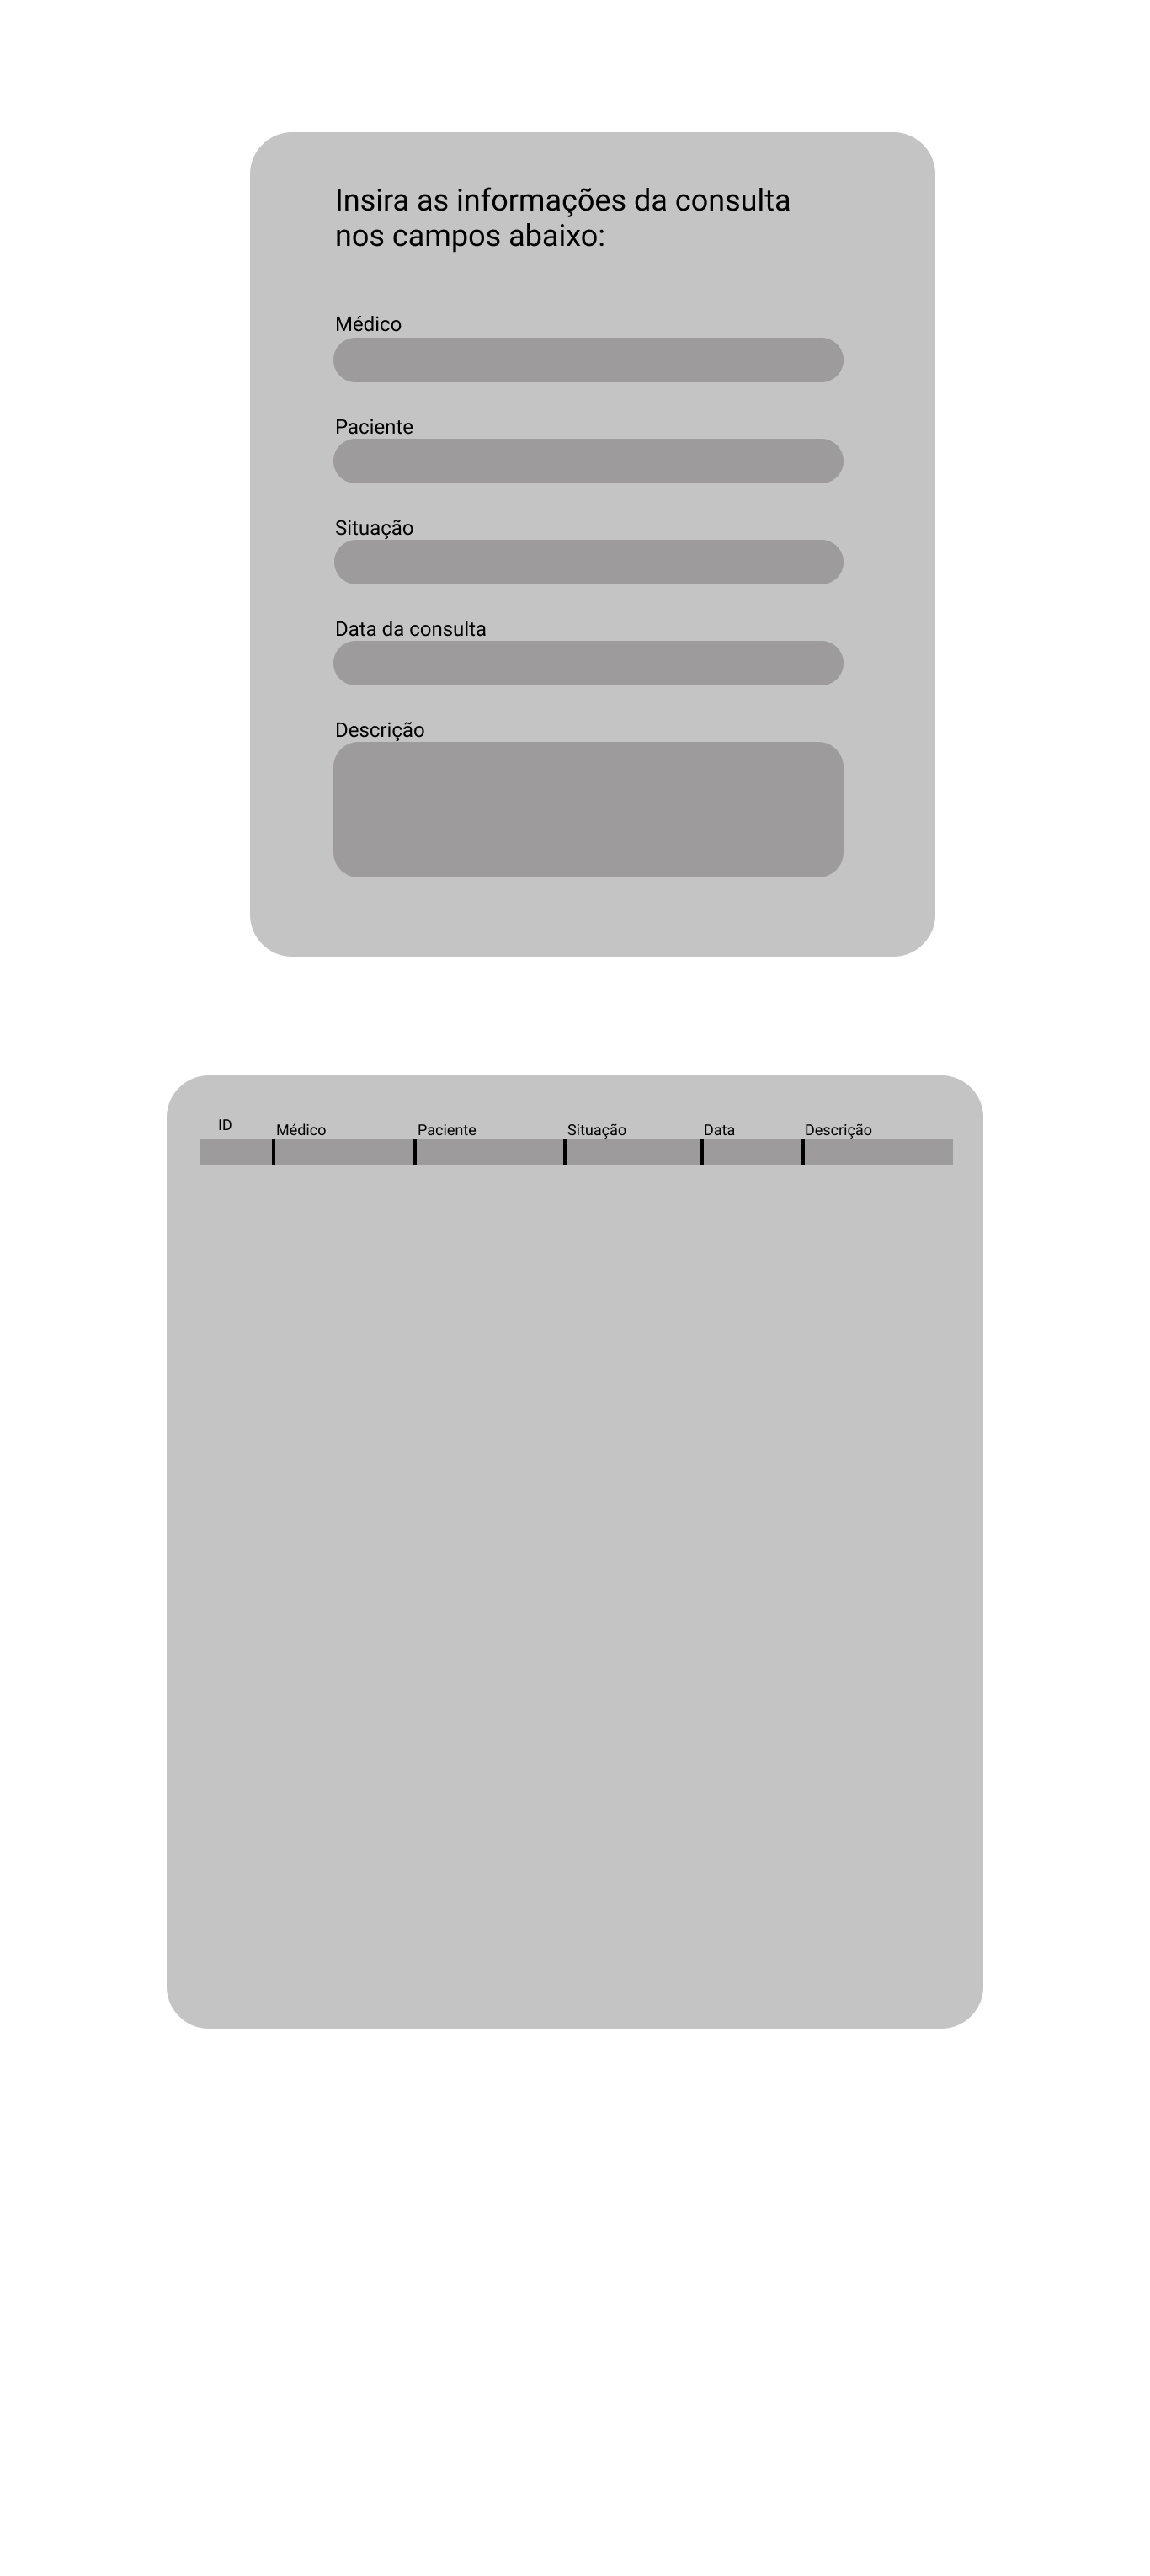 Insira as informações da consulta
nos campos abaixo:
Médico
Paciente
Situação
Data da consulta
Descrição
ID Médico Paciente Situação Data Descrição